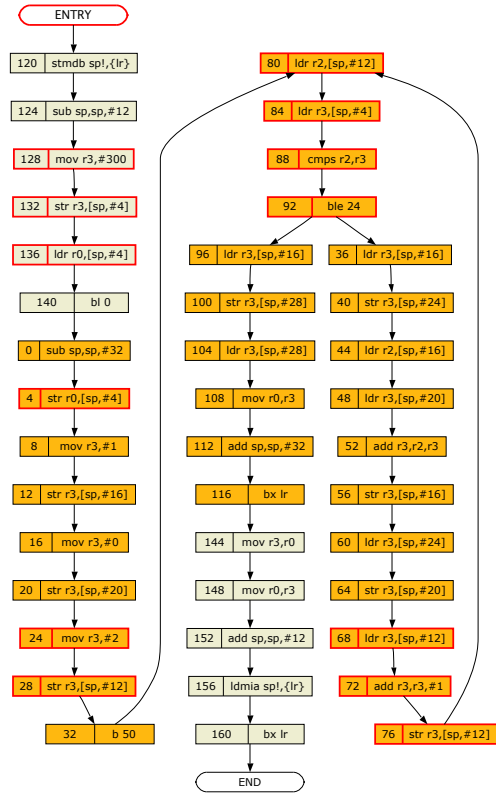 ENTRY
120 stmdb sp!,{lr}
124 sub sp,sp,#12
128 mov r3,#300
132 str r3,[sp,#4]
136 ldr r0,[sp,#4]
140 bl 0
0 sub sp,sp,#32
4 str r0,[sp,#4]
8 mov r3,#1
12 str r3,[sp,#16]
16 mov r3,#0
20 str r3,[sp,#20]
24 mov r3,#2
28 str r3,[sp,#12]
32 b 50
80 ldr r2,[sp,#12]
84 ldr r3,[sp,#4]
88 cmps r2,r3
92 ble 24
96 ldr r3,[sp,#16]
100 str r3,[sp,#28]
104 ldr r3,[sp,#28]
108 mov r0,r3
112 add sp,sp,#32
116 bx lr
144 mov r3,r0
148 mov r0,r3
152 add sp,sp,#12
156 ldmia sp!,{lr}
160 bx lr
END
36 ldr r3,[sp,#16]
40 str r3,[sp,#24]
44 ldr r2,[sp,#16]
48 ldr r3,[sp,#20]
52 add r3,r2,r3
56 str r3,[sp,#16]
60 ldr r3,[sp,#24]
64 str r3,[sp,#20]
68 ldr r3,[sp,#12]
72 add r3,r3,#1
76 str r3,[sp,#12]